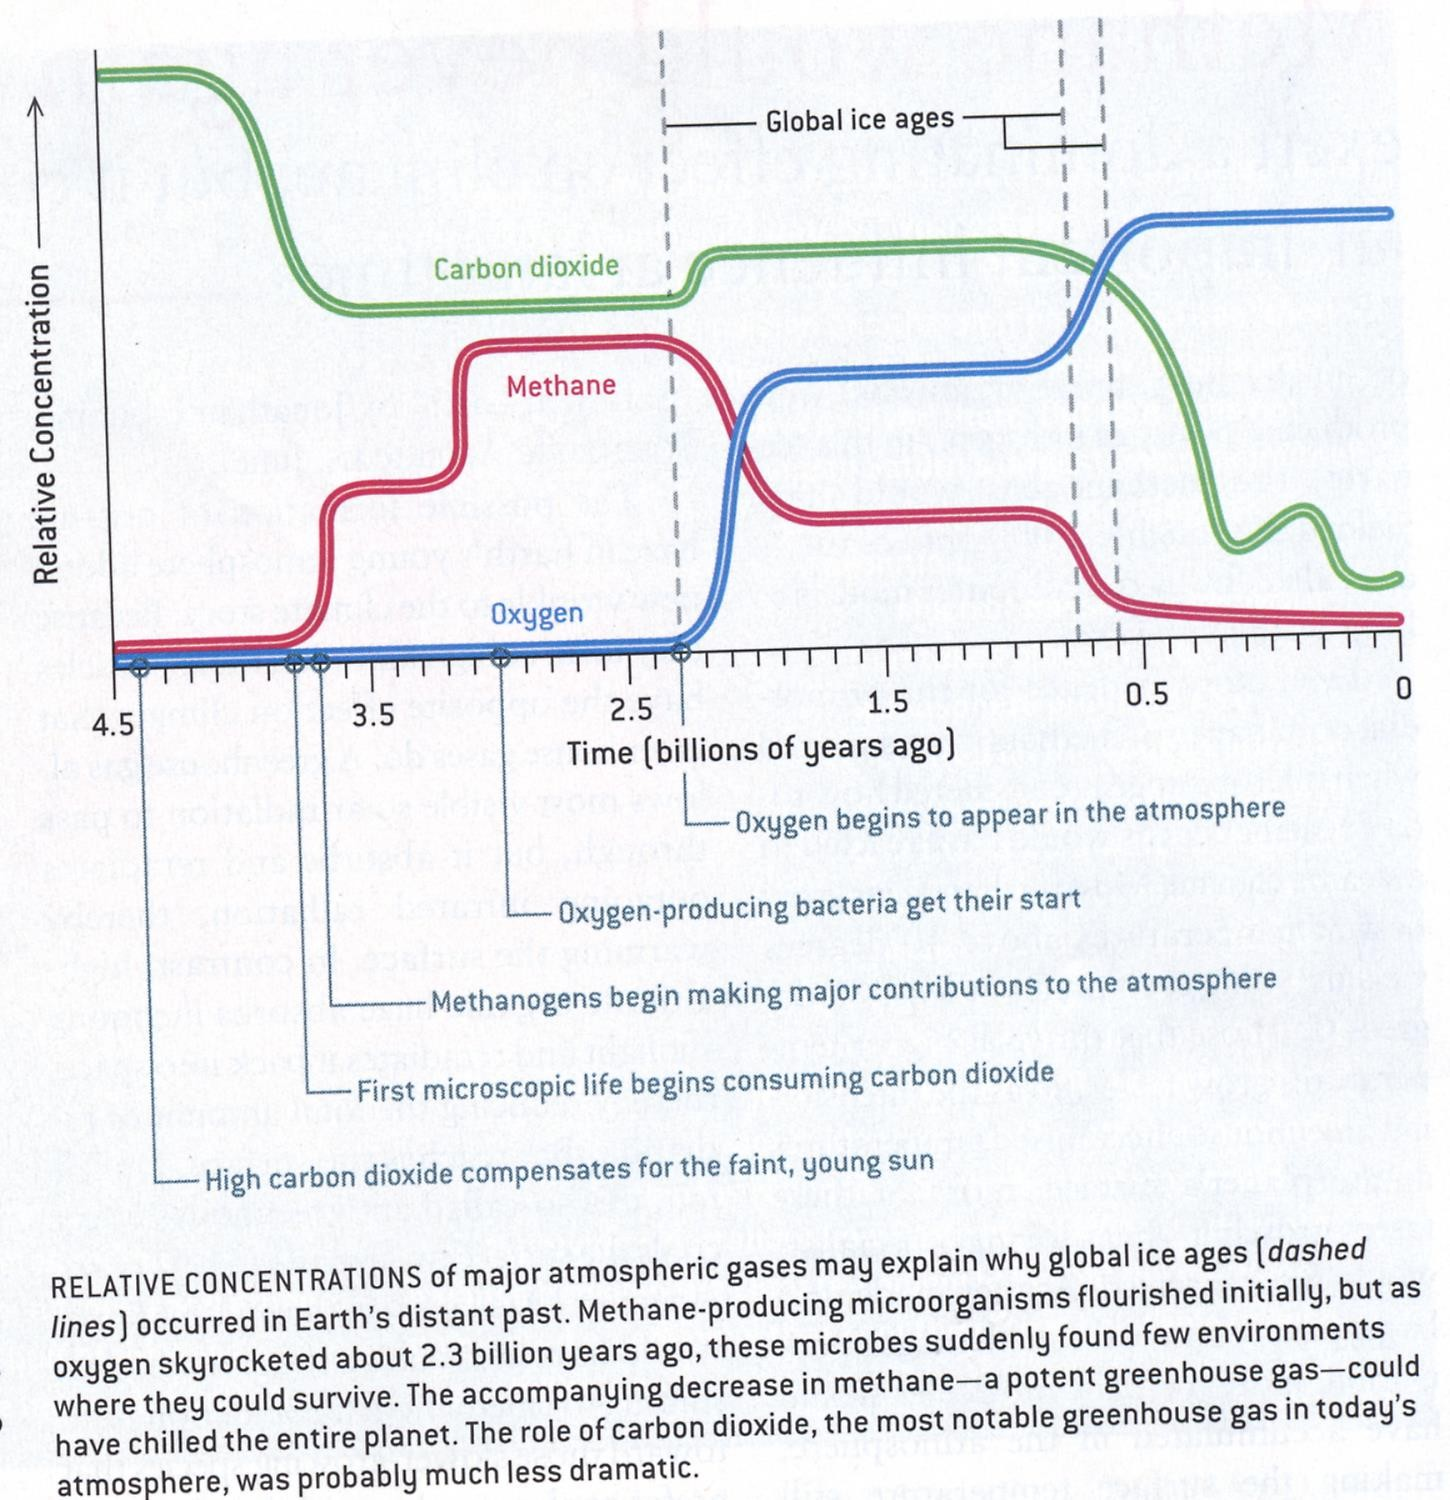 Global ice ages
Relative Concentration
Carbon dioxide
Methane
Oxygen
4.5
3.5
2.5
1.5
0.5
0
Time (billions of years ago)
Oxygen begins to appear in the atmosphere
Oxygen-producing bacteria get their start
Methanogens begin making major contributions to the atmosphere
First microscopic life begins consuming carbon dioxide
High carbon dioxide compensates for the faint, young sun
RELATIVE CONCENTRATIONS of major atmospheric gases may explain why global ice ages (dashed
lines) occurred in Earth's distant past. Methane-producing microorganisms flourished initially, but as
oxygen skyrocketed about 2.3 billion years ago, these microbes suddenly found few environments
where they could survive. The accompanying decrease in methane—a potent greenhouse gas—could
have chilled the entire planet. The role of carbon dioxide, the most notable greenhouse gas in today's
atmosphere, was probably much less dramatic.